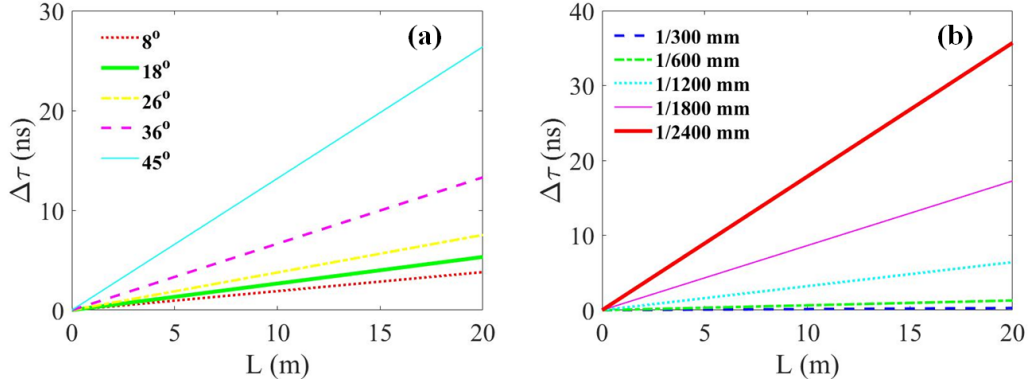 (a)
30
20
10
0
Δτ (ns)
8°
18°
26°
36°
45°
0 5 10 15 20
L (m)
(b)
40
30
20
10
0
Δτ (ns)
1/300 mm
1/600 mm
1/1200 mm
1/1800 mm
1/2400 mm
0 5 10 15 20
L (m)